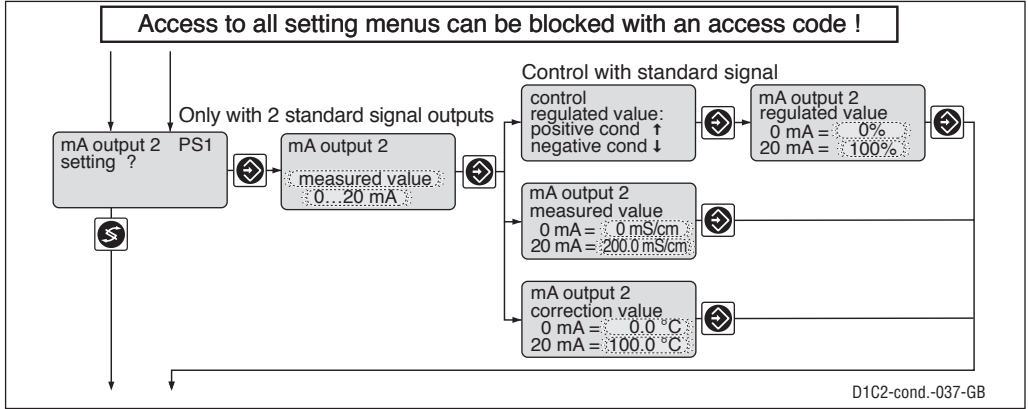 Access to all setting menus can be blocked with an access code !
Only with 2 standard signal outputs
Control with standard signal
mA output 2 PS1
setting ?
mA output 2
measured value
0...20 mA
control
regulated value:
positive cond ↑
negative cond ↓
mA output 2
regulated value
0 mA = 0%
20 mA = 100%
mA output 2
measured value
0 mA = 0 mS/cm
20 mA = 200.0 mS/cm
mA output 2
correction value
0 mA = 0.0 °C
20 mA = 100.0 °C
D1C2-cond.-037-GB